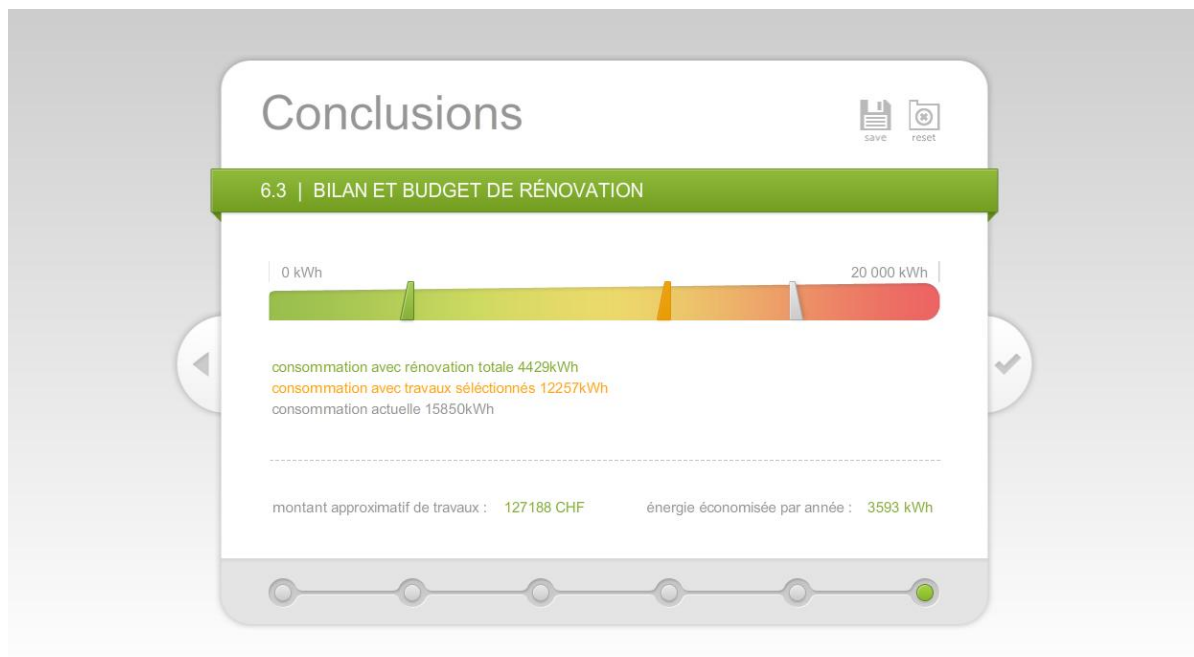 Conclusions
save reset
6.3 | BILAN ET BUDGET DE RÉNOVATION
0 kWh 20 000 kWh
consommation avec rénovation totale 4429kWh
consommation avec travaux séléctionnés 12257kWh
consommation actuelle 15850kWh
montant approximatif de travaux : 127188 CHF énergie économisée par année : 3593 kWh